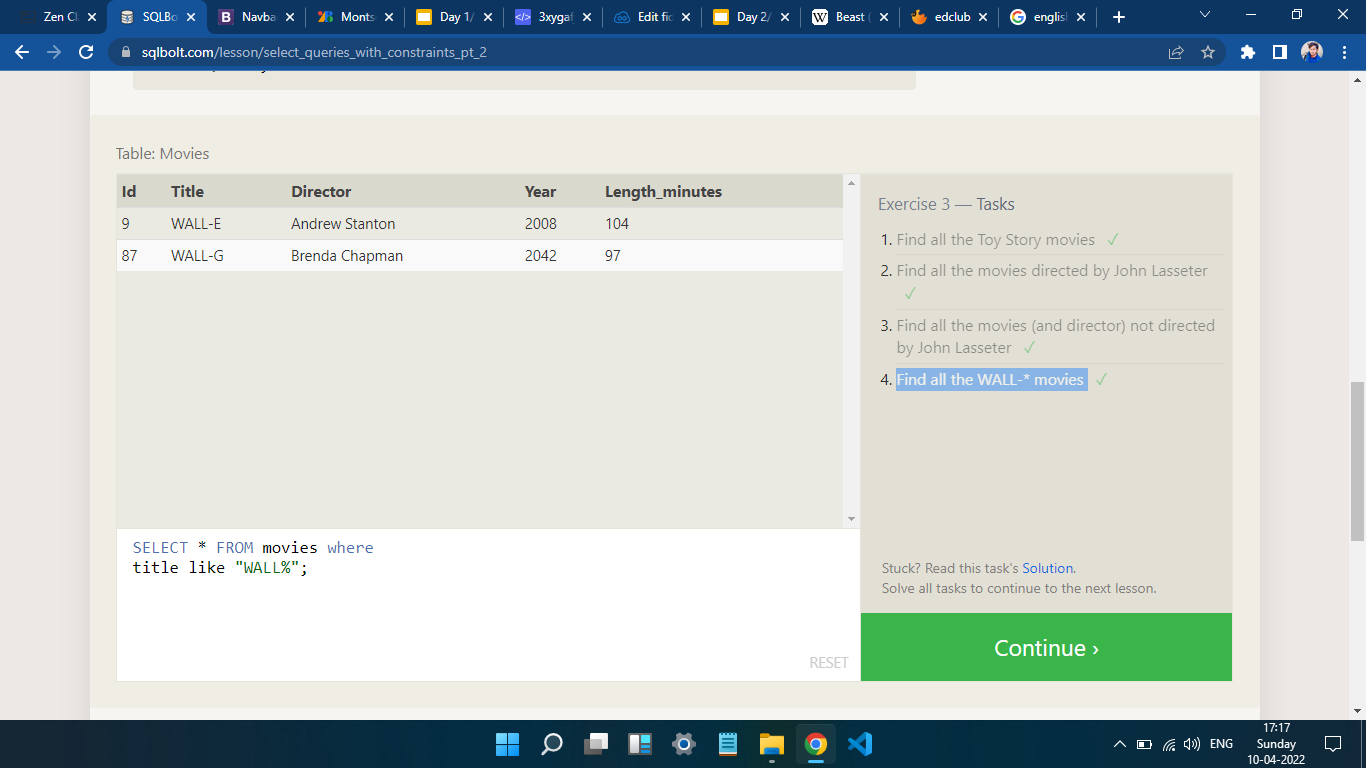 Zen Cl
SQLBo
Navba
Monts
Day 1/
3xygaf
Edit fic
Day 2/
Beast (
edclub
english
sqlbolt.com/lesson/select_queries_with_constraints_pt_2
Table: Movies
Id Title Director Year Length_minutes
9 WALL-E Andrew Stanton 2008 104
87 WALL-G Brenda Chapman 2042 97
SELECT * FROM movies where
title like "WALL%";
RESET
Exercise 3 — Tasks
1. Find all the Toy Story movies ✓
2. Find all the movies directed by John Lasseter
✓
3. Find all the movies (and director) not directed
by John Lasseter ✓
4. Find all the WALL-* movies ✓
Stuck? Read this task's Solution.
Solve all tasks to continue to the next lesson.
Continue ›
ENG
17:17
Sunday
10-04-2022